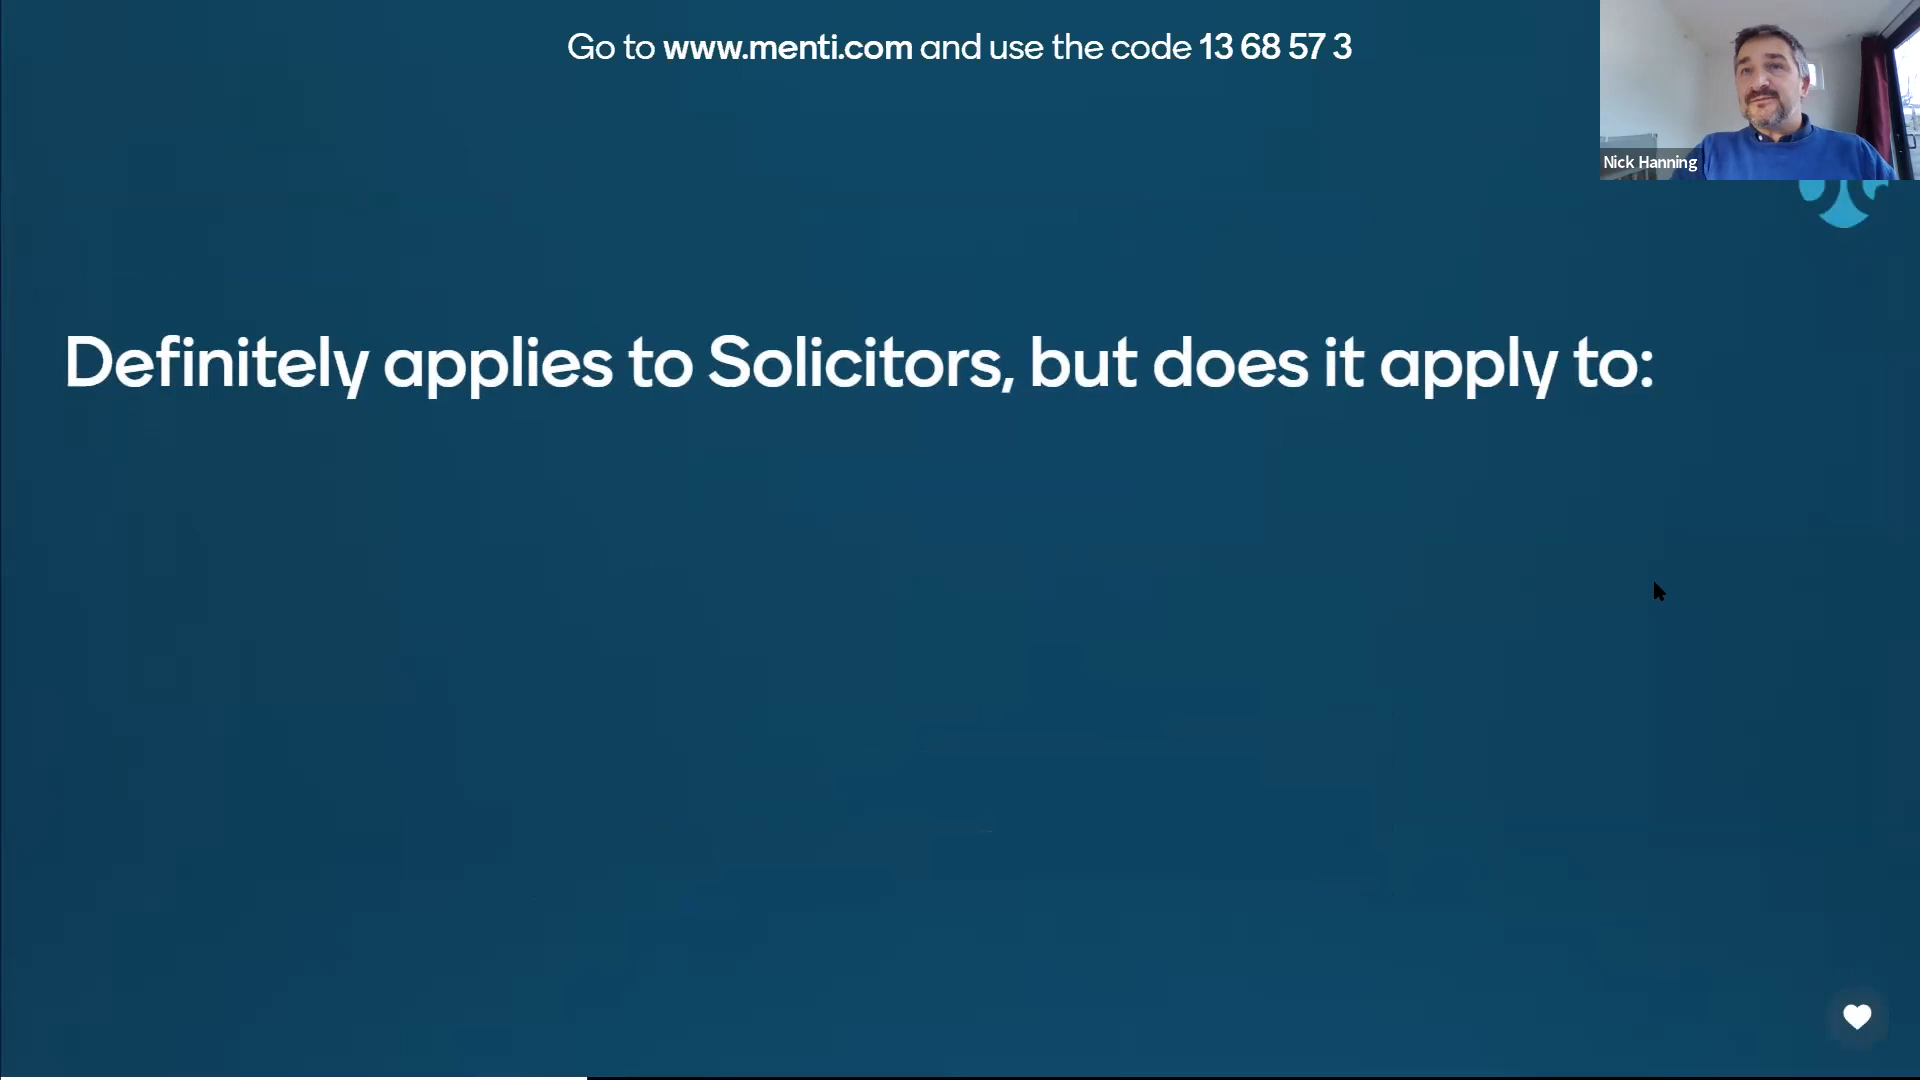 Go to www.menti.com and use the code 13 68 57 3
Nick Hanning
Definitely applies to Solicitors, but does it apply to: